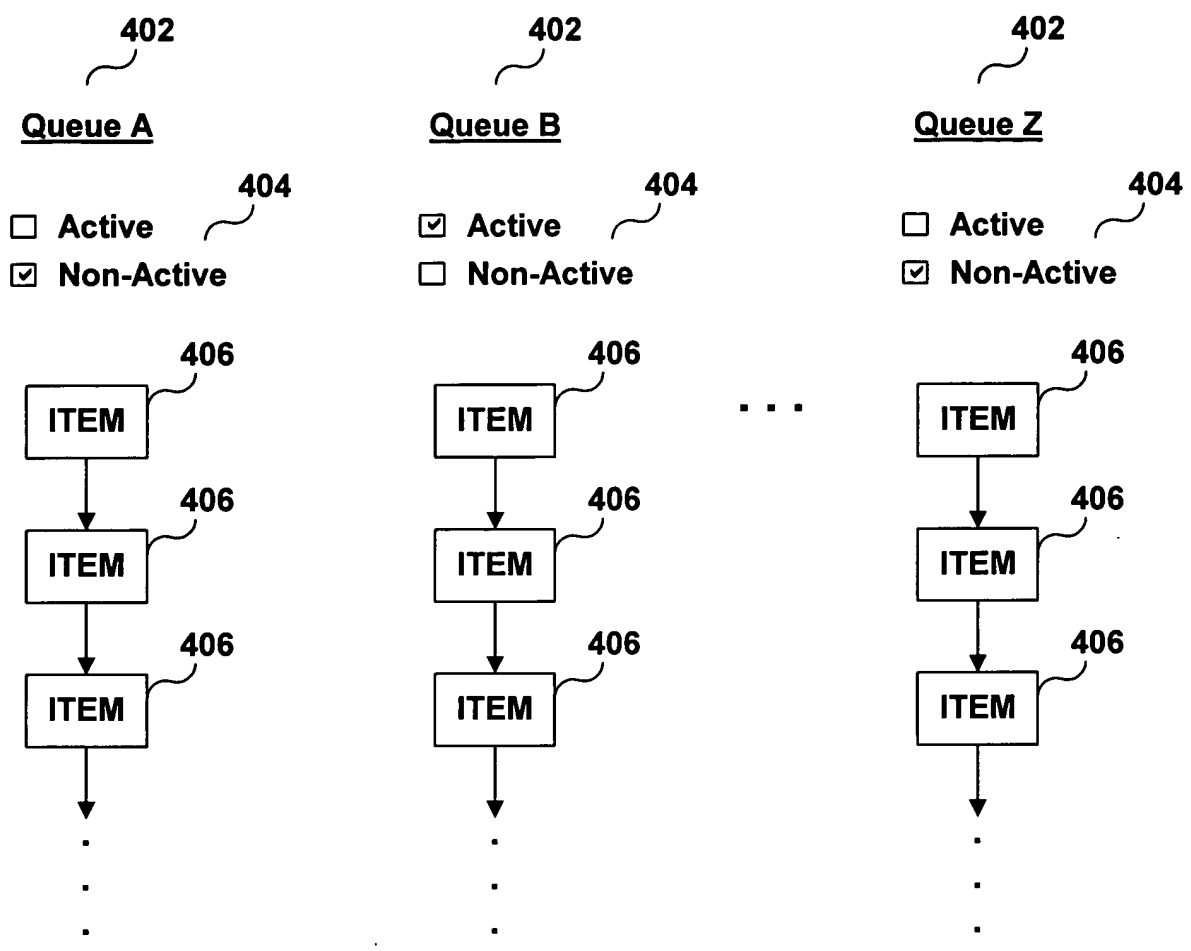 402 402 402
Queue A Queue B Queue Z
404 404 404
Active Active Active
Non-Active Non-Active Non-Active
406 406 406
ITEM ITEM . . . ITEM
406 406 406
ITEM ITEM ITEM
406 406 406
ITEM ITEM ITEM